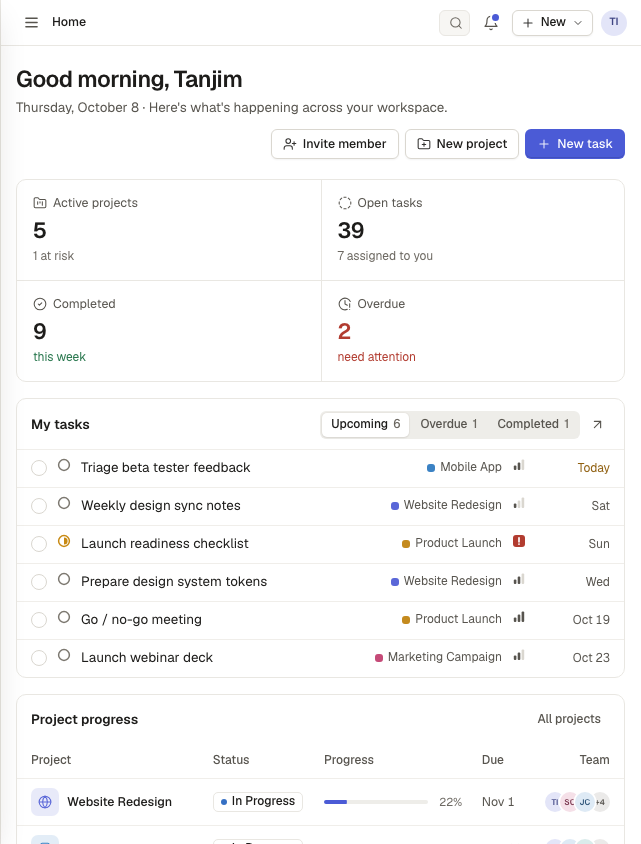 Home
New
TI
Good morning, Tanjim
Thursday, October 8 · Here's what's happening across your workspace.
Invite member
New project
New task
Active projects
5
1 at risk
Open tasks
39
7 assigned to you
Completed
9
this week
Overdue
2
need attention
My tasks
Upcoming 6
Overdue 1
Completed 1
Triage beta tester feedback Mobile App Today
Weekly design sync notes Website Redesign Sat
Launch readiness checklist Product Launch ! Sun
Prepare design system tokens Website Redesign Wed
Go / no-go meeting Product Launch Oct 19
Launch webinar deck Marketing Campaign Oct 23
Project progress
All projects
Project Status Progress Due Team
Website Redesign In Progress 22% Nov 1 TI SC JC +4